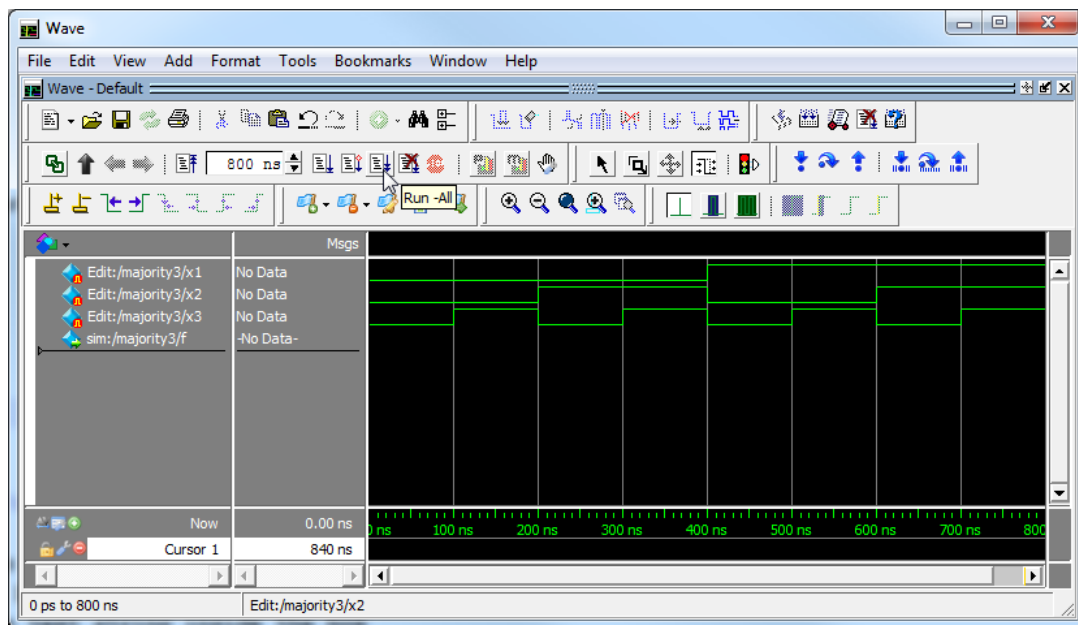 Wave
File Edit View Add Format Tools Bookmarks Window Help
Wave - Default
800 ns
Run -All
Msgs
Edit:/majority3/x1 No Data
Edit:/majority3/x2 No Data
Edit:/majority3/x3 No Data
sim:/majority3/f -No Data-
Now 0.00 ns
ns 100 ns 200 ns 300 ns 400 ns 500 ns 600 ns 700 ns 800
Cursor 1 840 ns
0 ps to 800 ns Edit:/majority3/x2